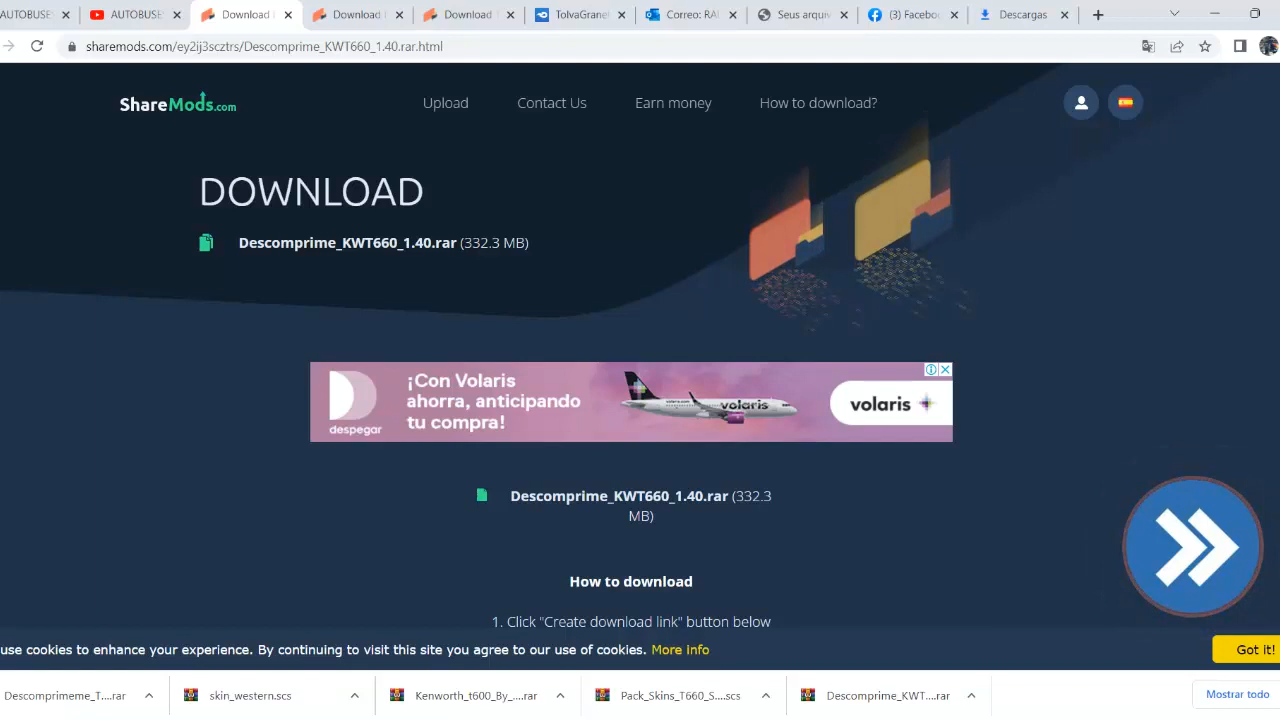 AUTOBUSE
AUTOBUSES
Download
Download
Download
TolvaGranel
Correo: RA
Seus arquiv
(3) Faceboo
Descargas
sharemods.com/ey2ij3scztrs/Descomprime_KWT660_1.40.rar.html
ShareMods.com
Upload
Contact Us
Earn money
How to download?
DOWNLOAD
Descomprime_KWT660_1.40.rar (332.3 MB)
despegar
¡Con Volaris
ahorra, anticipando
tu compra!
volaris
volaris
Descomprime_KWT660_1.40.rar (332.3
MB)
How to download
1. Click "Create download link" button below
use cookies to enhance your experience. By continuing to visit this site you agree to our use of cookies. More info
Got it!
Descomprimeme_T....rar
skin_western.scs
Kenworth_t600_By_....rar
Pack_Skins_T660_S....scs
Descomprime_KWT....rar
Mostrar todo